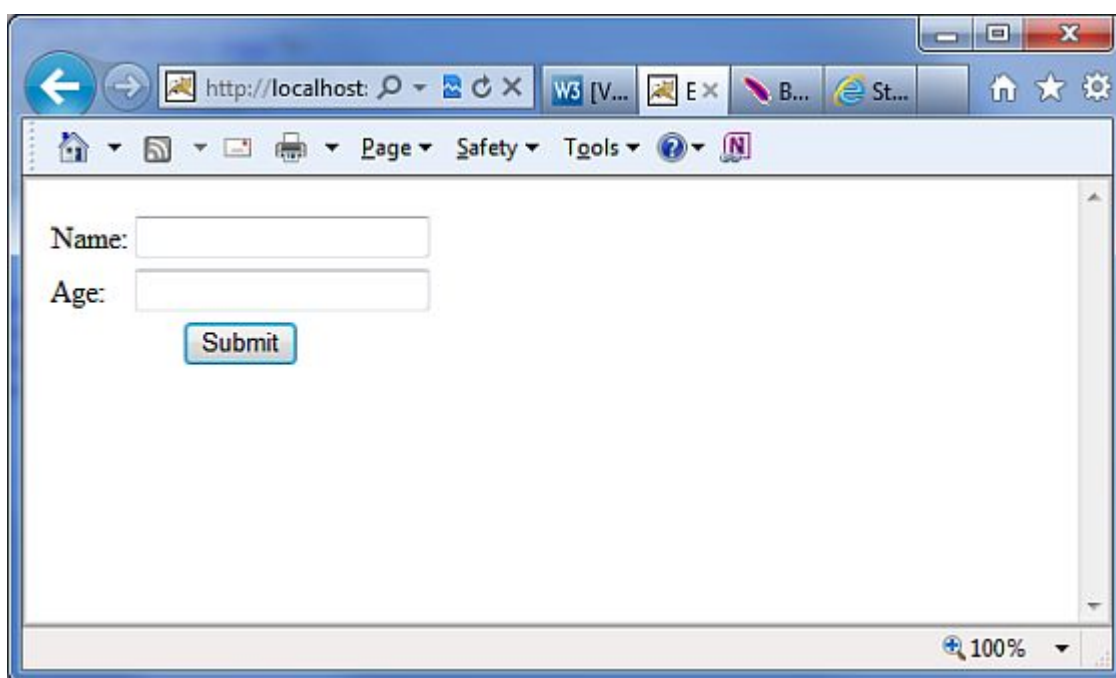 http://localhost: W3 [V... E B... St...
Page Safety Tools
Name:
Age:
Submit
100%